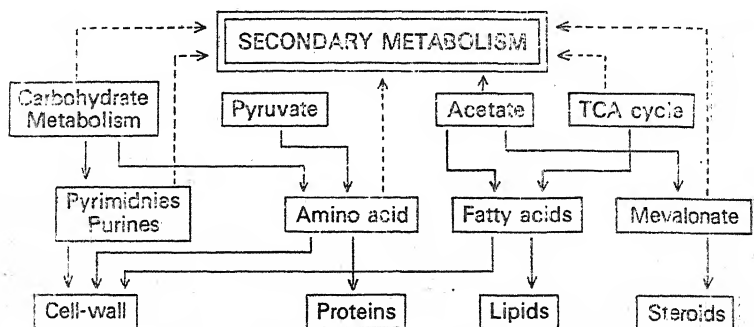 SECONDARY METABOLISM
Carbohydrate
Metabolism
Pyruvate
Acetate
TCA cycle
Pyrimidnies
Purines
Amino acid
Fatty acids
Mevalonate
Cell-wall
Proteins
Lipids
Steroids